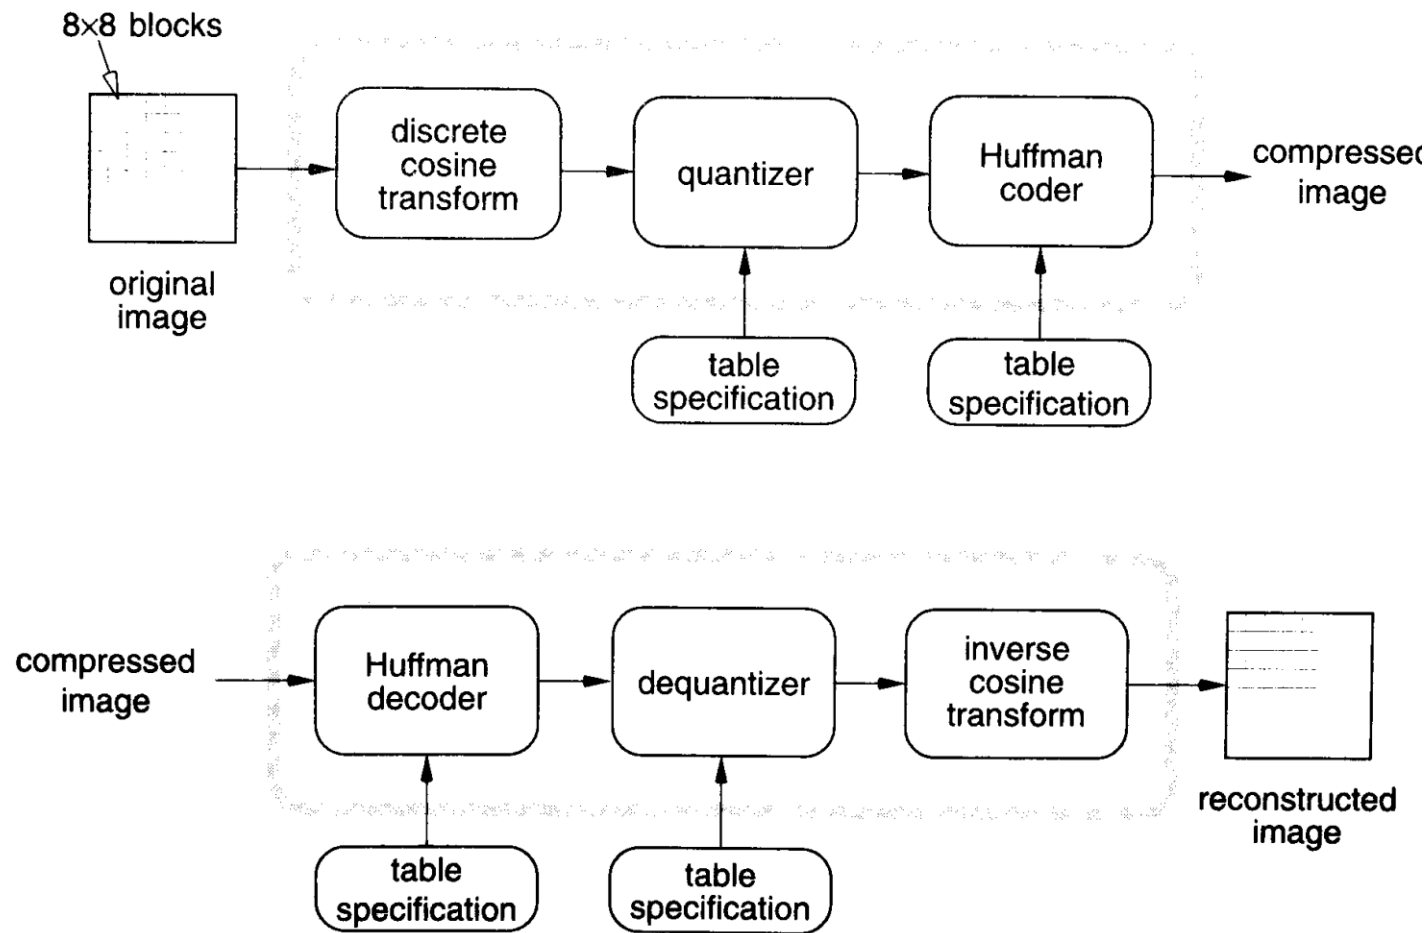 8×8 blocks
discrete
cosine
transform
quantizer
Huffman
coder
compressed
image
original
image
table
specification
table
specification
compressed
image
Huffman
decoder
dequantizer
inverse
cosine
transform
reconstructed
image
table
specification
table
specification